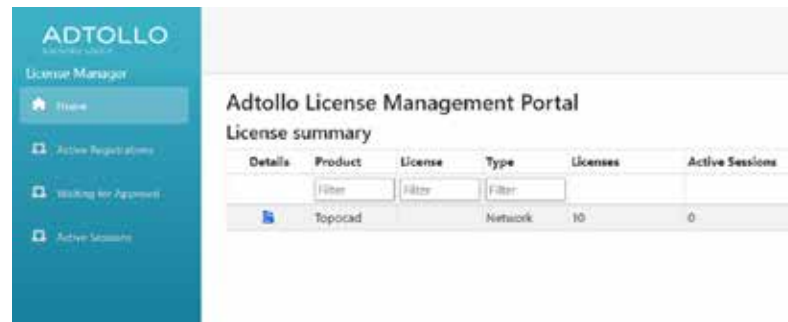 ADTOLLO
License Manager
Home
Active Registrations
Waiting for Approval
Active Sessions
Adtollo License Management Portal
License summary
Details Product License Type Licenses Active Sessions
Filter Filter Filter
Topocad Network 10 0